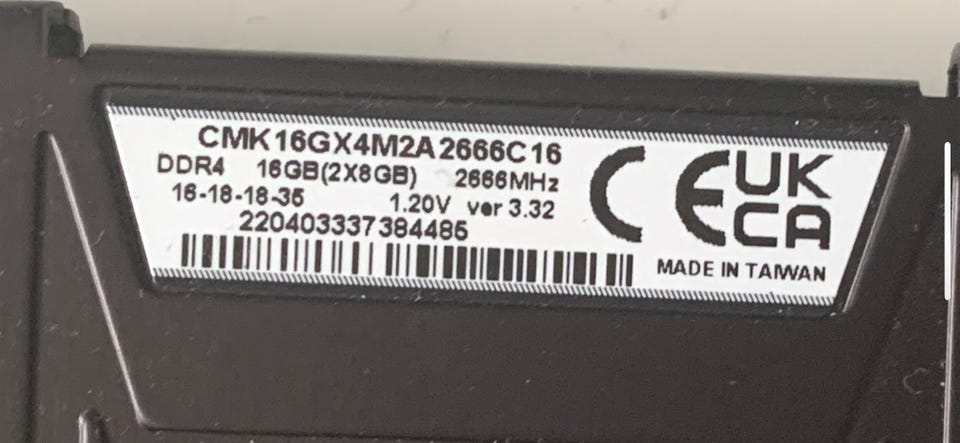 CMK16GX4M2A2666C16
DDR4 16GB(2X8GB) 2666MHz
16-18-18-35 1.20V ver 3.32
220403337384485
CE UK
CA
MADE IN TAIWAN